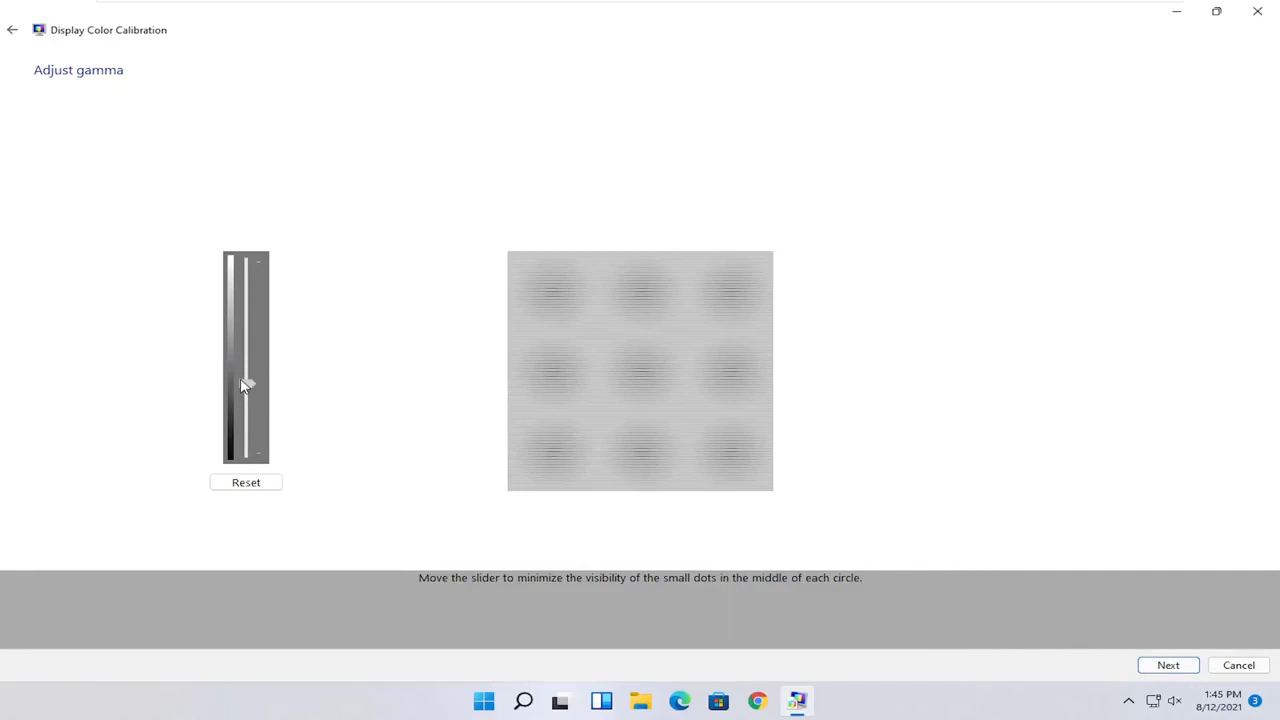 Display Color Calibration
Adjust gamma
Reset
Move the slider to minimize the visibility of the small dots in the middle of each circle.
Next
Cancel
1:45 PM
8/12/2021
3